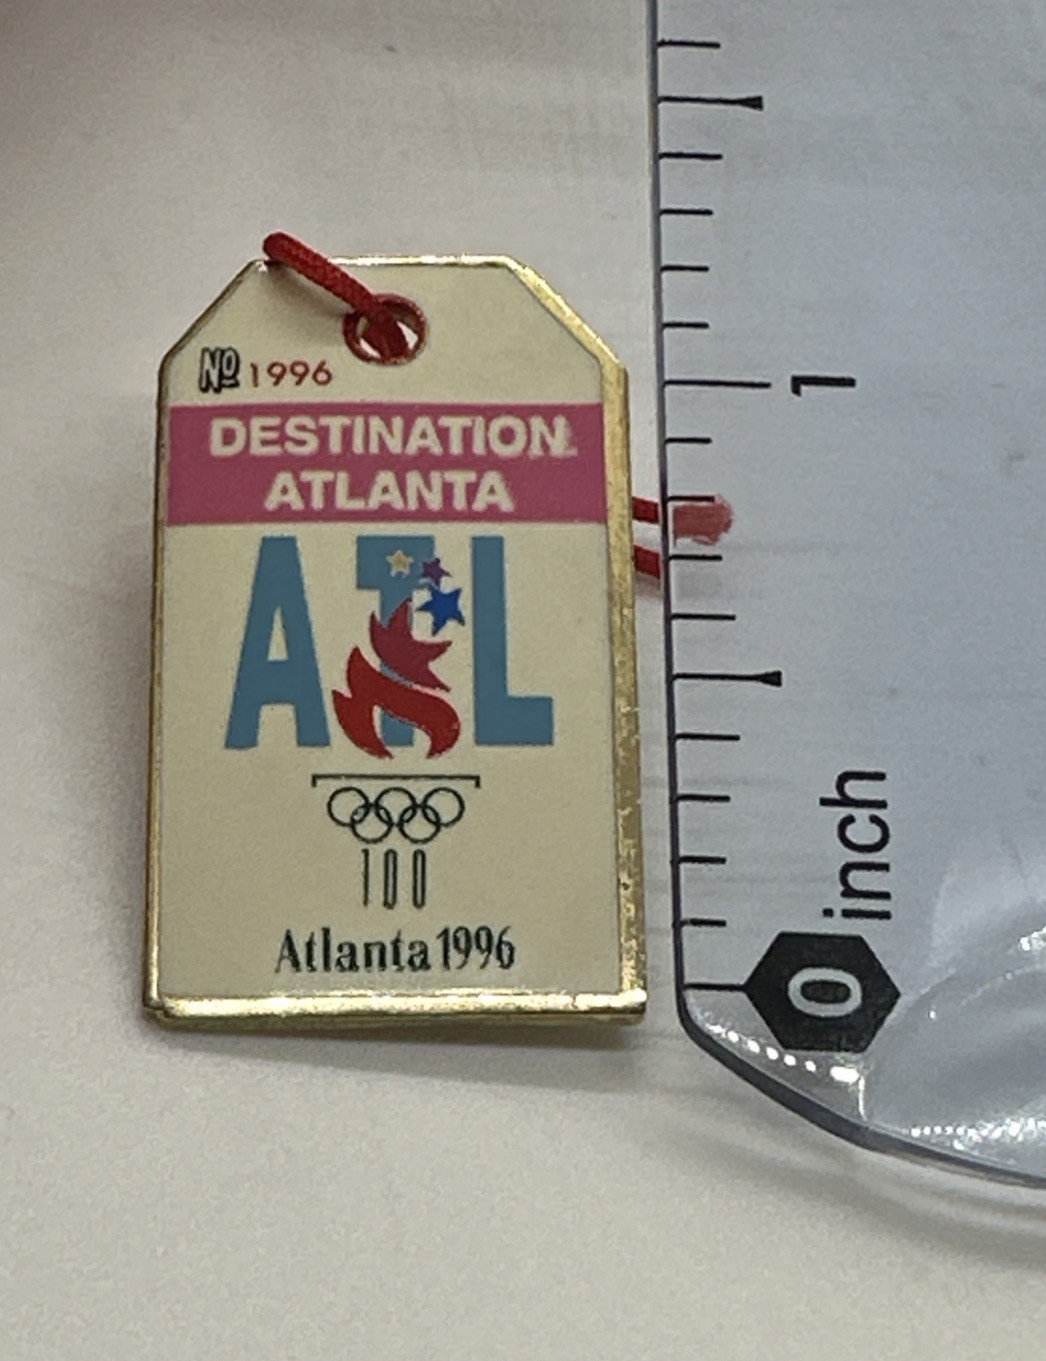 Nº 1996
DESTINATION
ATLANTA
ATL
100
Atlanta 1996
1
inch
0